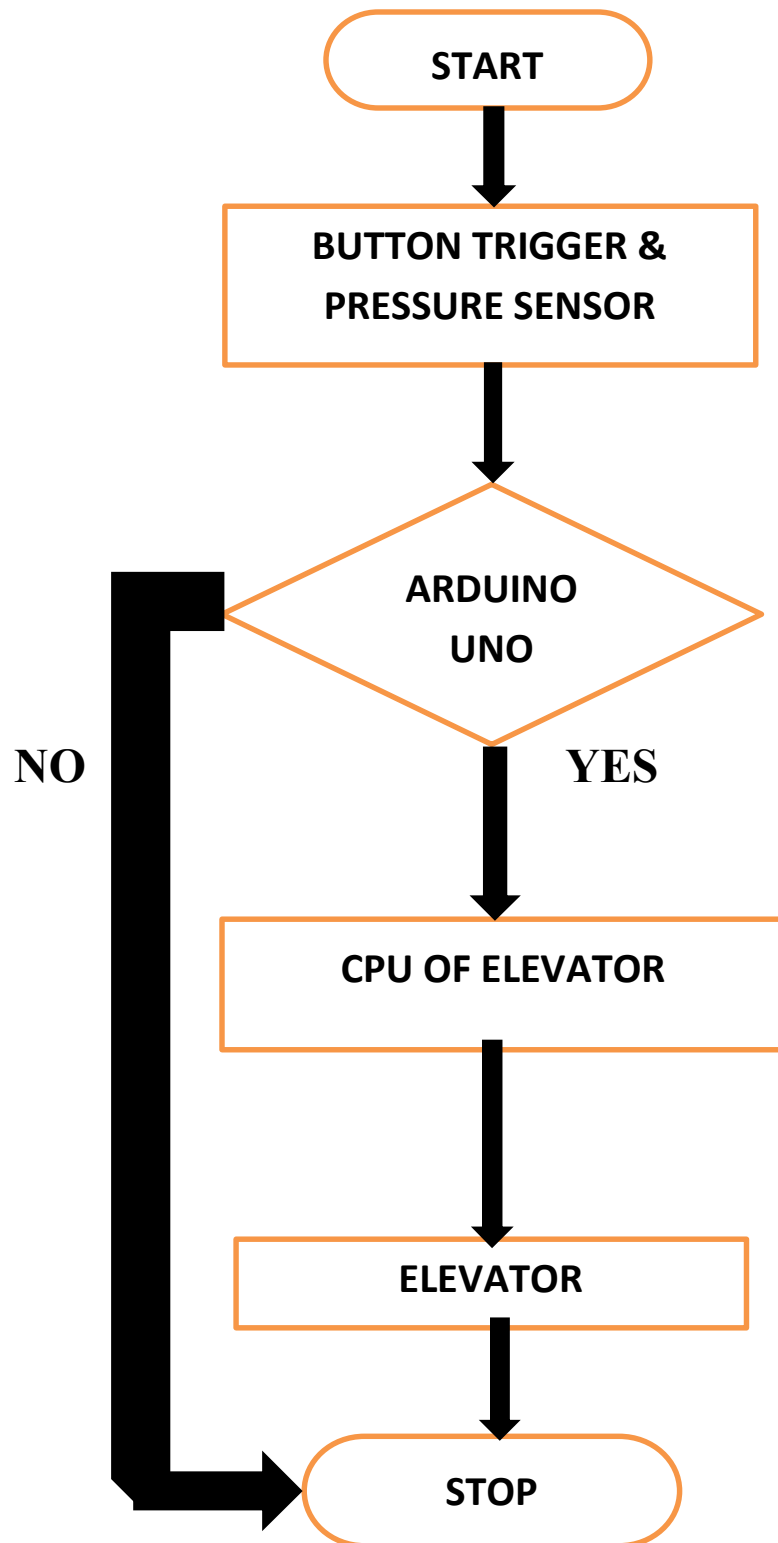 START
BUTTON TRIGGER &
PRESSURE SENSOR
ARDUINO
UNO
NO
YES
CPU OF ELEVATOR
ELEVATOR
STOP